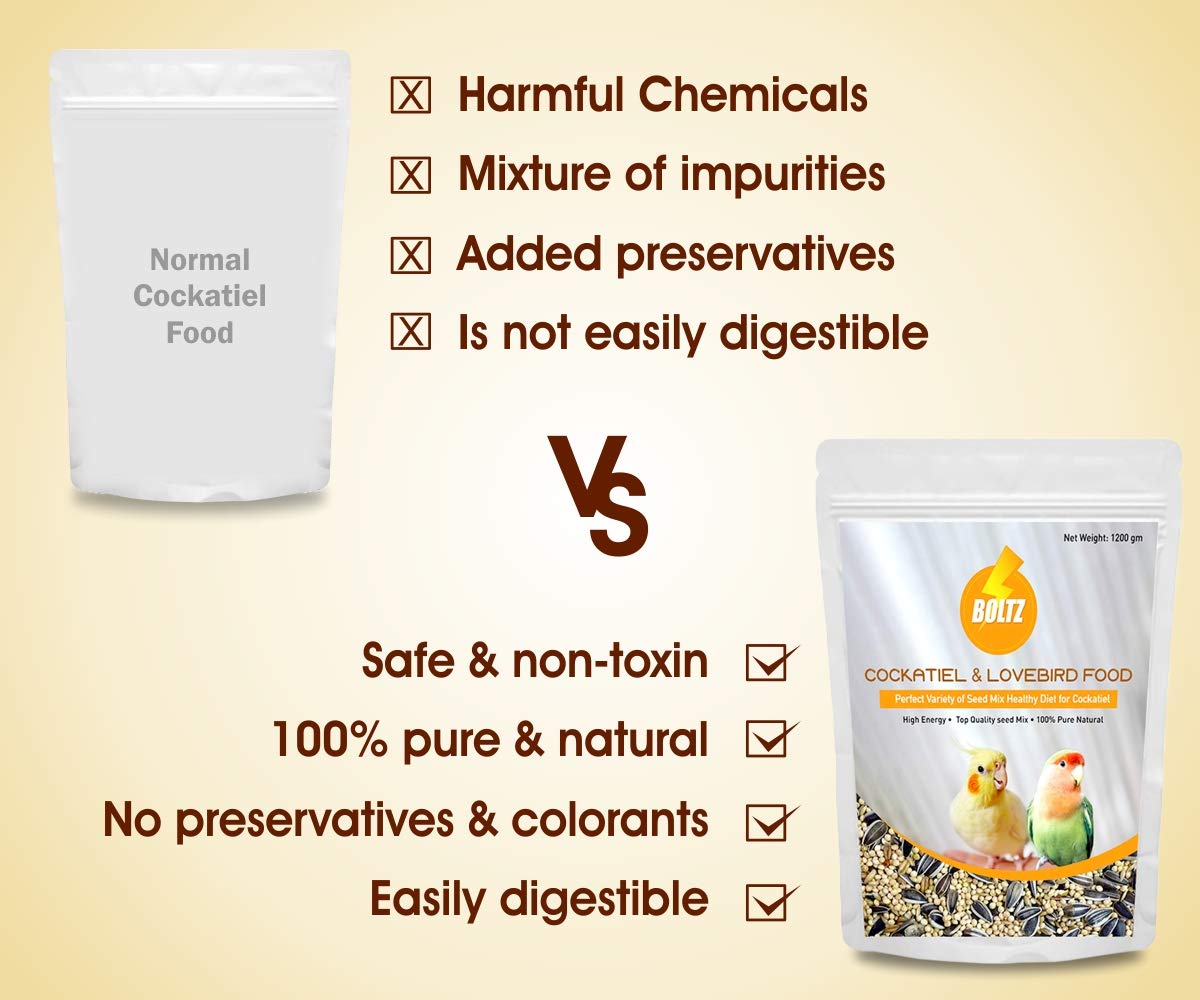 Normal
Cockatiel
Food
Harmful Chemicals
Mixture of impurities
Added preservatives
Is not easily digestible
VS
Safe & non-toxin
100% pure & natural
No preservatives & colorants
Easily digestible
Net Weight: 1200 gm
BOLTZ
COCKATIEL & LOVEBIRD FOOD
Perfect Variety of Seed Mix Healthy Diet for Cockatiel
High Energy • Top Quality seed Mix • 100% Pure Natural